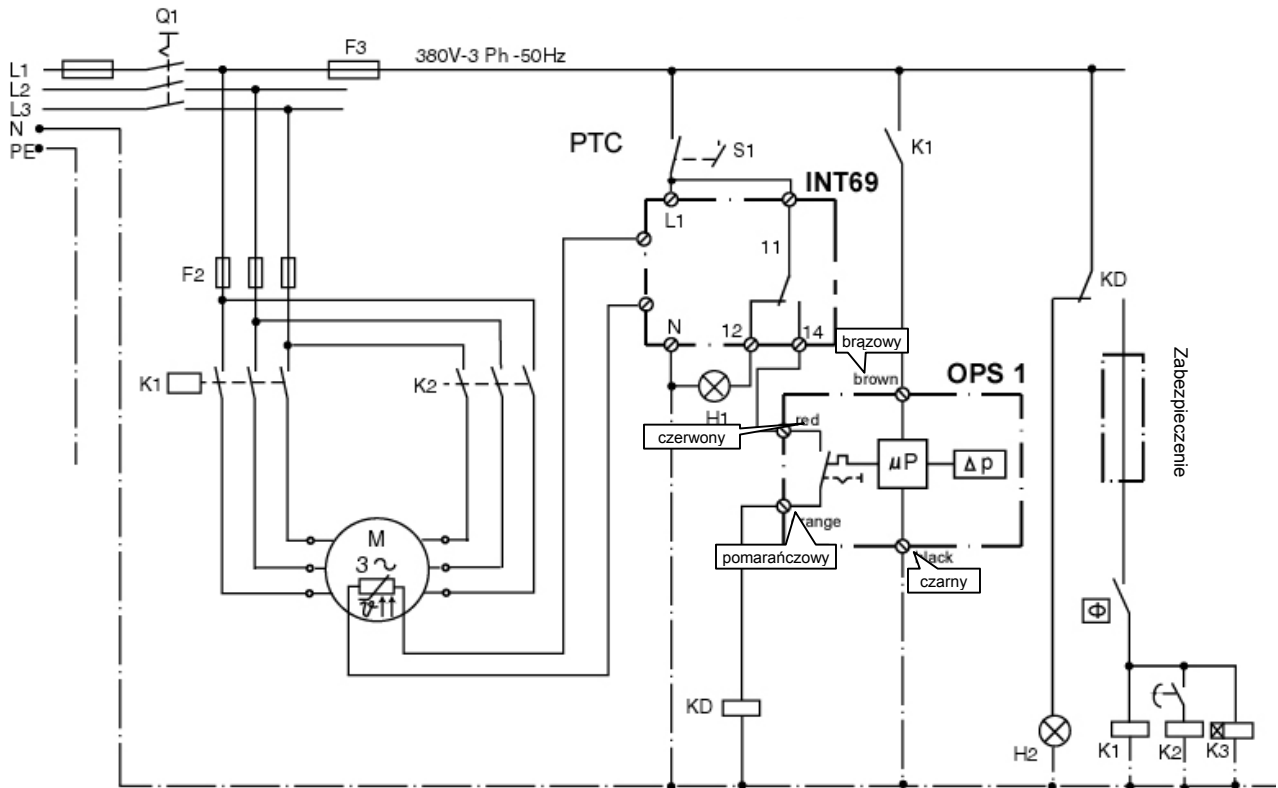 Q1
F3
380V-3 Ph -50Hz
L1
L2
L3
N
PE
PTC
S1
K1
INT69
L1
11
F2
KD
N
12
14
brązowy
brown
OPS 1
K1
K2
H1
red
czerwony
Zabezpieczenie
μP
Δp
range
pomarańczowy
lack
czarny
M
3 ~
ϑ↑↑
Φ
KD
H2
K1
K2
K3